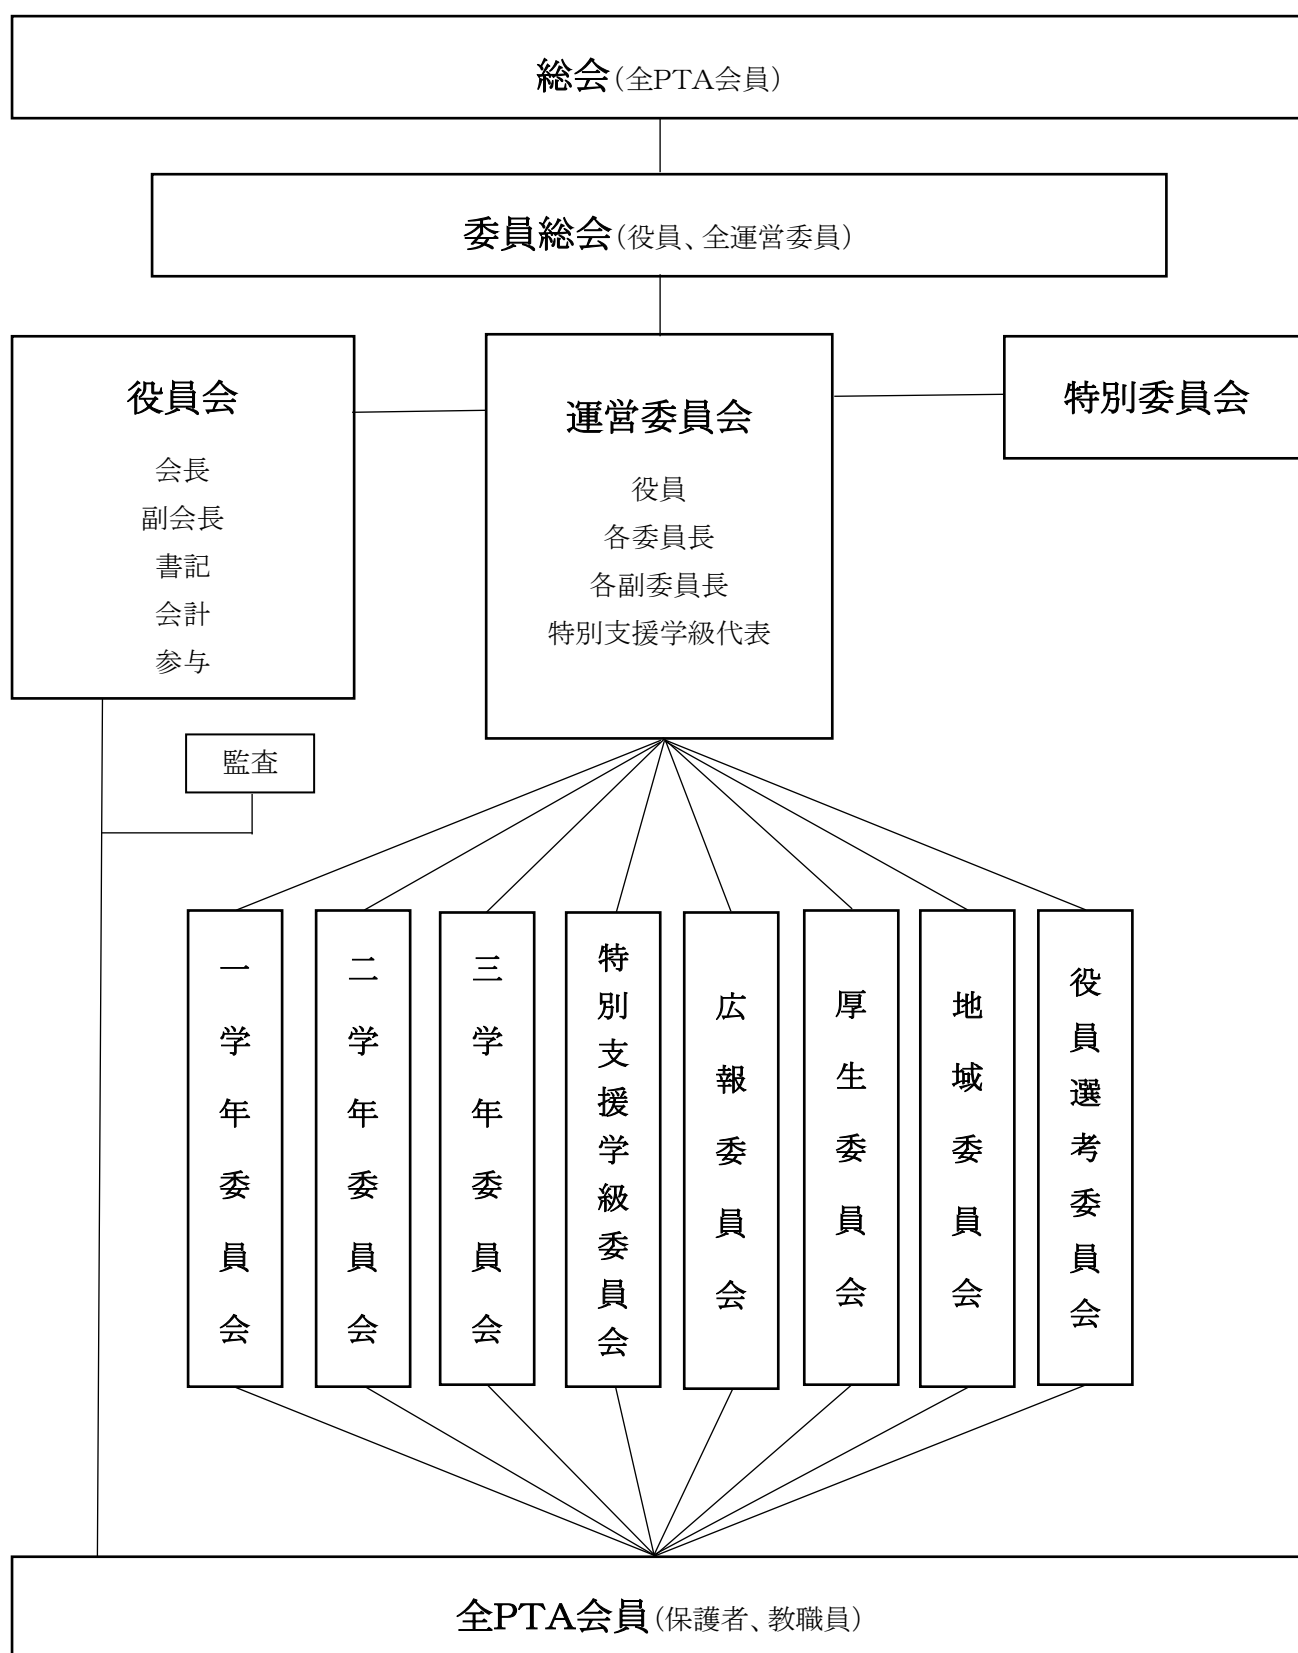 総会(全PTA会員)
委員総会(役員、全運営委員)
役員会
会長
副会長
書記
会計
参与
運営委員会
役員
各委員長
各副委員長
特別支援学級代表
特別委員会
監査
一学年委員会
二学年委員会
三学年委員会
特別支援学級委員会
広報委員会
厚生委員会
地域委員会
役員選考委員会
全PTA会員(保護者、教職員)